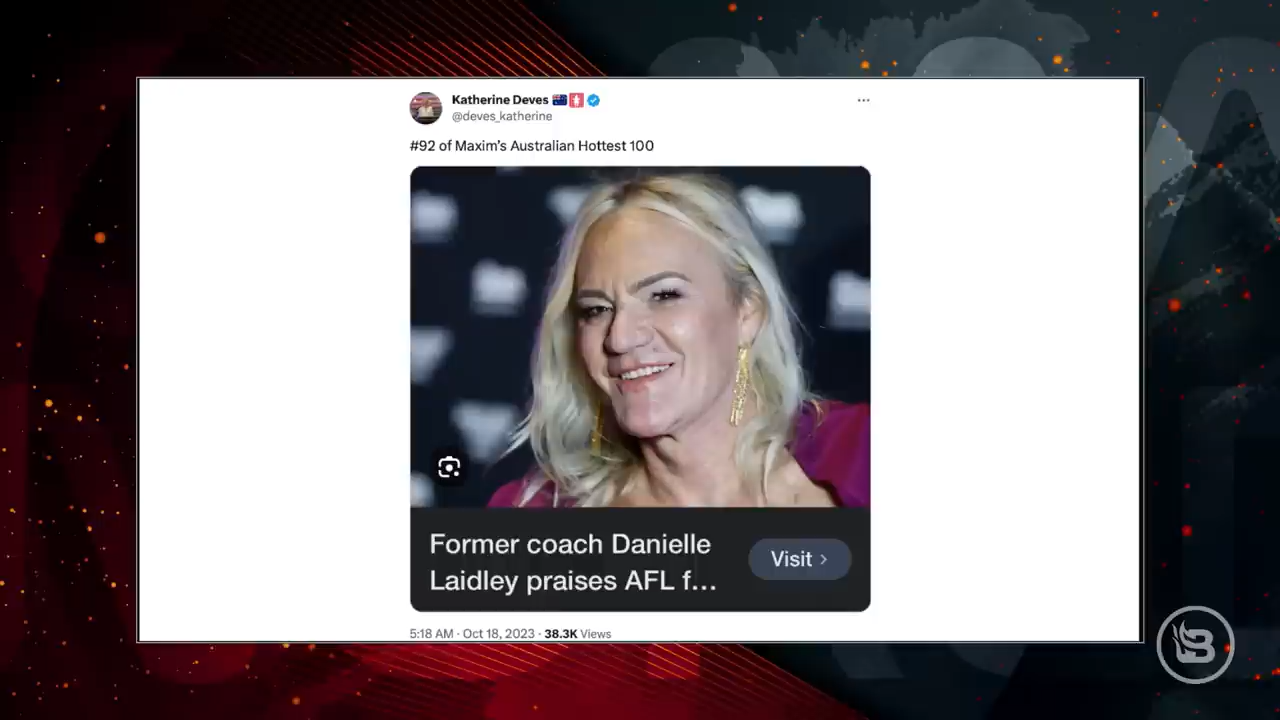 Katherine Deves
@deves_katherine
#92 of Maxim's Australian Hottest 100
Former coach Danielle
Laidley praises AFL f...
Visit
5:18 AM · Oct 18, 2023 · 38.3K Views
B